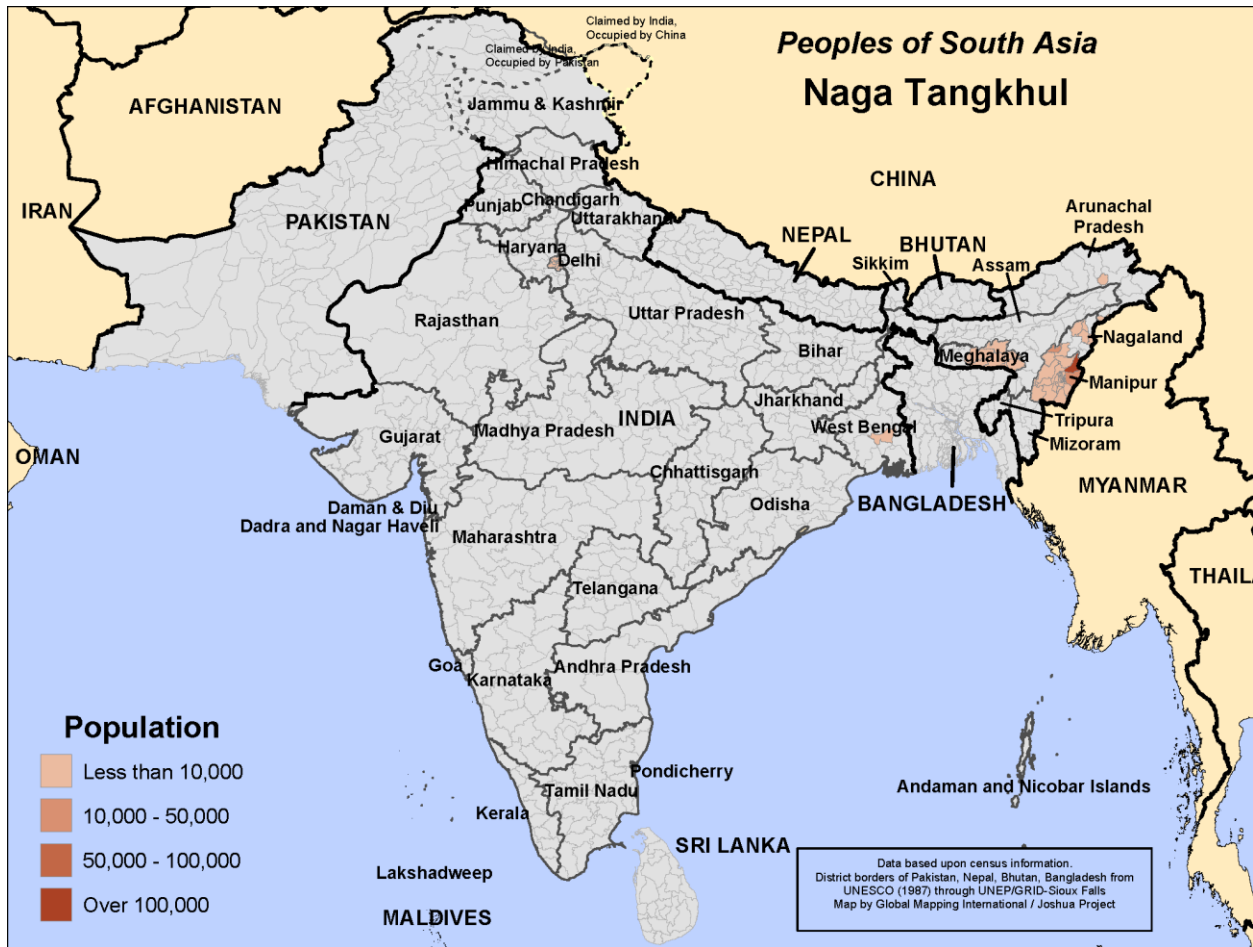 Peoples of South Asia
Naga Tangkhul
Claimed by India,
Occupied by China
Claimed by India,
Occupied by Pakistan
AFGHANISTAN
Jammu & Kashmir
Himachal Pradesh
CHINA
IRAN
PAKISTAN
Punjab
Chandigarh
Uttarakhand
Arunachal
Pradesh
NEPAL
BHUTAN
Haryana
Delhi
Sikkim
Assam
Rajasthan
Uttar Pradesh
Nagaland
Bihar
Meghalaya
Manipur
Jharkhand
INDIA
Tripura
West Bengal
Gujarat
Madhya Pradesh
Mizoram
OMAN
Chhattisgarh
MYANMAR
BANGLADESH
Odisha
Daman & Diu
Dadra and Nagar Haveli
Maharashtra
THAILA
Telangana
Goa
Andhra Pradesh
Karnataka
Population
Less than 10,000
10,000 - 50,000
50,000 - 100,000
Over 100,000
Pondicherry
Andaman and Nicobar Islands
Tamil Nadu
Kerala
SRI LANKA
Lakshadweep
MALDIVES
Data based upon census information.
District borders of Pakistan, Nepal, Bhutan, Bangladesh from
UNESCO (1987) through UNEP/GRID-Sioux Falls
Map by Global Mapping International / Joshua Project